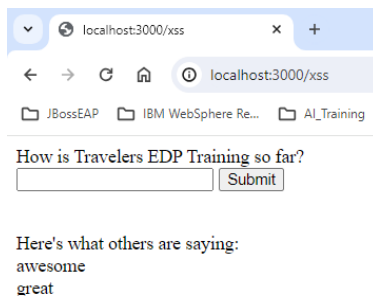 localhost:3000/xss
localhost:3000/xss
JBossEAP IBM WebSphere Re... AI_Training
How is Travelers EDP Training so far?
Submit
Here's what others are saying:
awesome
great